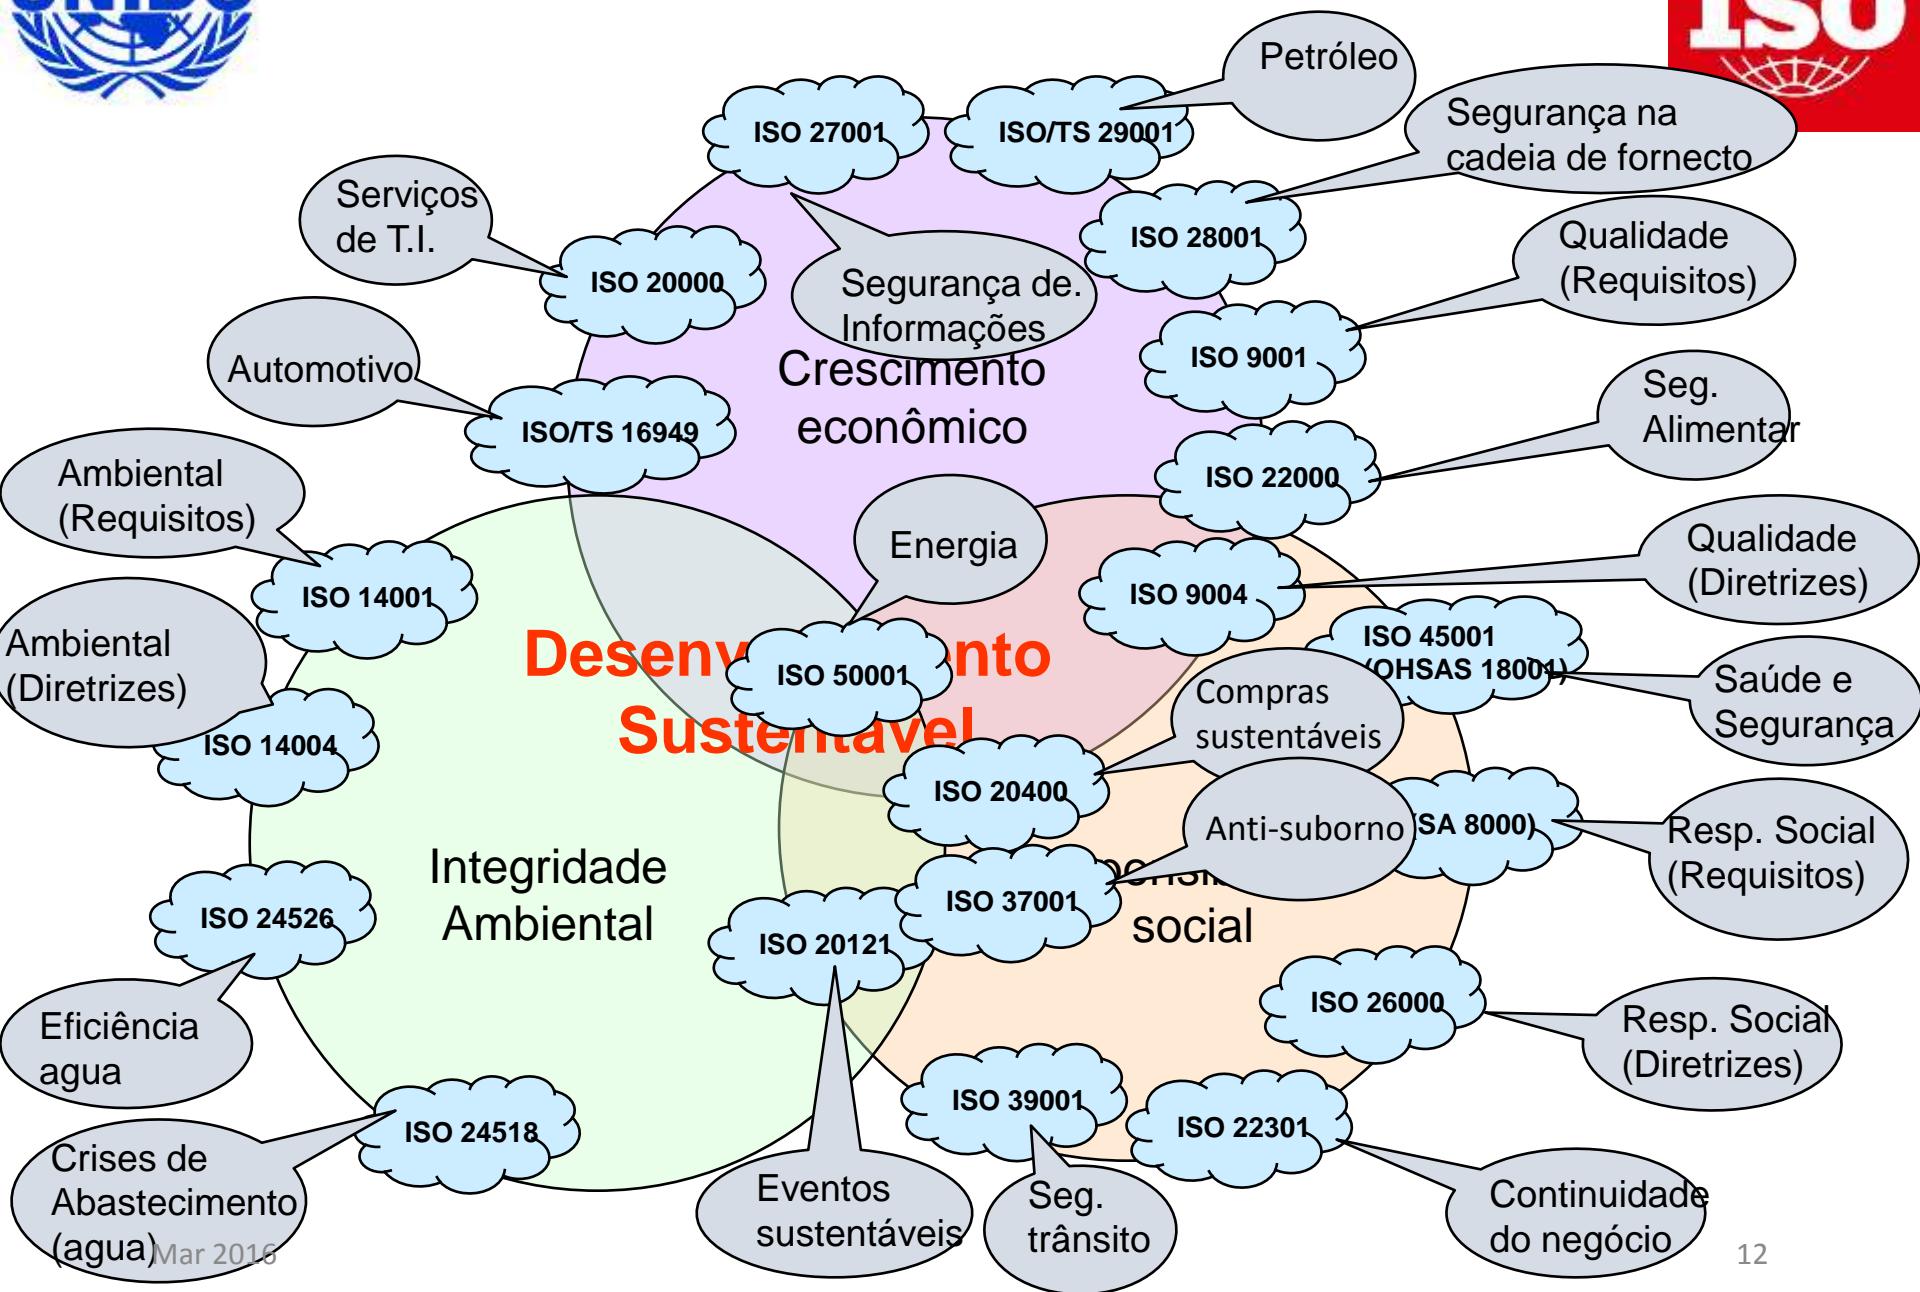 UNIDO
ISO
Petróleo
ISO 27001
ISO/TS 29001
Segurança na
cadeia de fornecto
Serviços
de T.I.
ISO 28001
Qualidade
(Requisitos)
ISO 20000
Segurança de.
Informações
Automotivo
ISO 9001
Crescimento
econômico
Seg.
Alimentar
ISO/TS 16949
ISO 22000
Ambiental
(Requisitos)
Energia
Qualidade
(Diretrizes)
ISO 14001
ISO 9004
Ambiental
(Diretrizes)
ISO 45001
(OHSAS 18001)
ISO 50001
Saúde e
Segurança
Compras
sustentáveis
Sustentável
ISO 14004
ISO 20400
Anti-suborno
(SA 8000)
Resp. Social
(Requisitos)
Integridade
Ambiental
social
ISO 24526
ISO 37001
ISO 20121
ISO 26000
Resp. Social
(Diretrizes)
Eficiência
agua
ISO 39001
ISO 22301
ISO 24518
Crises de
Abastecimento
(agua)
Eventos
sustentáveis
Seg.
trânsito
Continuidade
do negócio
Mar 2016
12